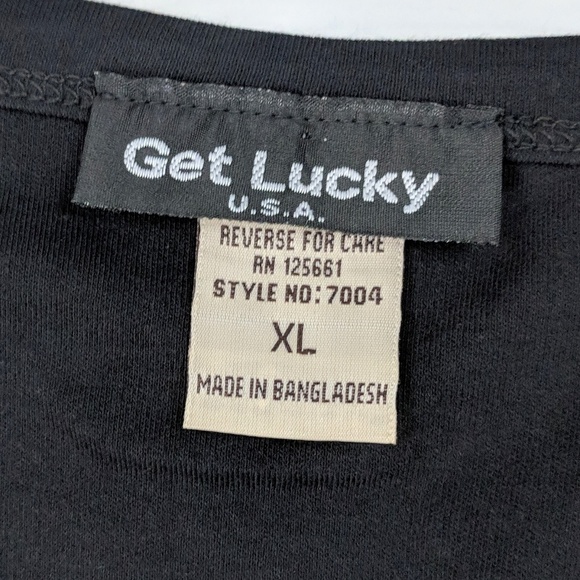 Get Lucky
U.S.A.
REVERSE FOR CARE
RN 125661
STYLE NO: 7004
XL
MADE IN BANGLADESH